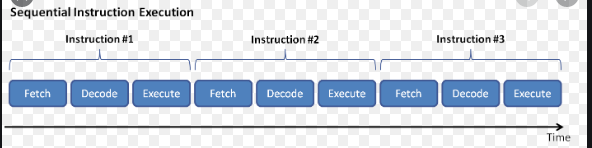 Sequential Instruction Execution
Instruction #1 Instruction #2 Instruction #3
Fetch Decode Execute Fetch Decode Execute Fetch Decode Execute
Time